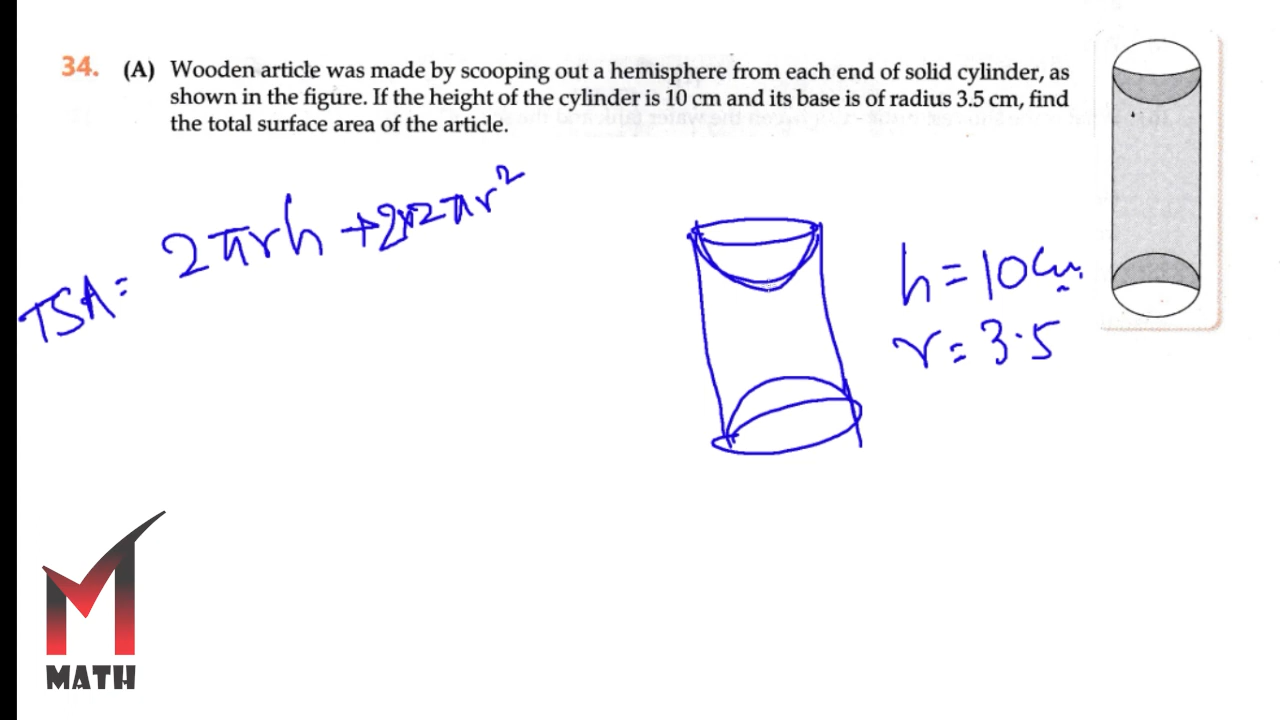 34. (A) Wooden article was made by scooping out a hemisphere from each end of solid cylinder, as
shown in the figure. If the height of the cylinder is 10 cm and its base is of radius 3.5 cm, find
the total surface area of the article.
TSA = 2πrh + 2×2πr²
h = 10 cm.
r = 3.5
MATH